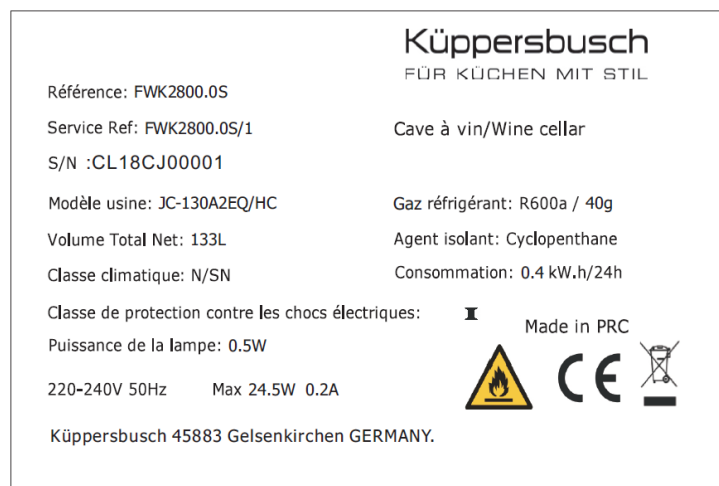 Küppersbusch
FÜR KÜCHEN MIT STIL
Référence: FWK2800.0S
Service Ref: FWK2800.0S/1
Cave à vin/Wine cellar
S/N :CL18CJ00001
Modèle usine: JC-130A2EQ/HC
Gaz réfrigérant: R600a / 40g
Volume Total Net: 133L
Agent isolant: Cyclopenthane
Classe climatique: N/SN
Consommation: 0.4 kW.h/24h
Classe de protection contre les chocs électriques: I
Made in PRC
Puissance de la lampe: 0.5W
CE
220-240V 50Hz Max 24.5W 0.2A
Küppersbusch 45883 Gelsenkirchen GERMANY.